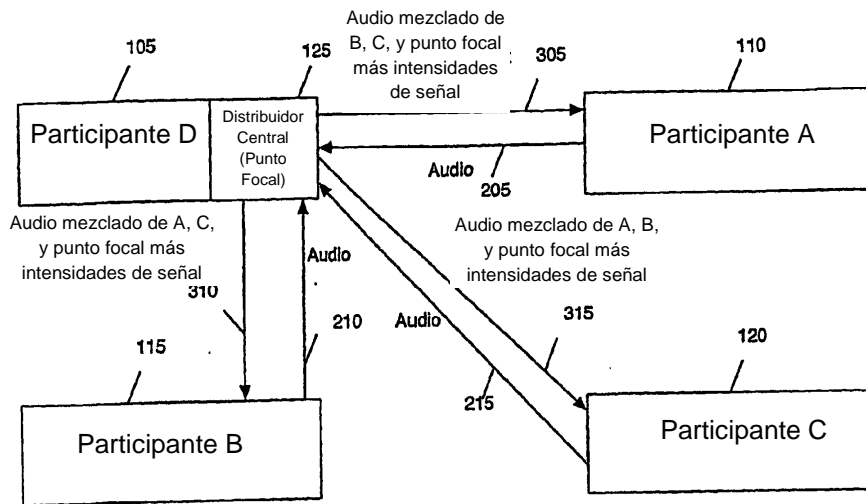 Audio mezclado de
B, C, y punto focal
más intensidades
de señal
105
125
305
110
Participante D
Distribuidor
Central
(Punto
Focal)
Participante A
Audio
205
Audio mezclado de A, C,
y punto focal más
intensidades de señal
Audio
Audio mezclado de A, B,
y punto focal más
intensidades de señal
310
210
Audio
315
115
120
215
Participante B
Participante C